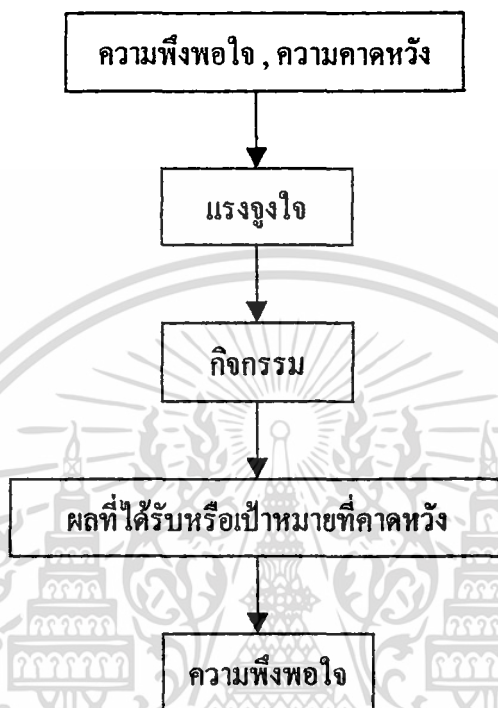 ความพึงพอใจ , ความคาดหวัง
แรงจูงใจ
กิจกรรม
ผลที่ได้รับหรือเป้าหมายที่คาดหวัง
ความพึงพอใจ